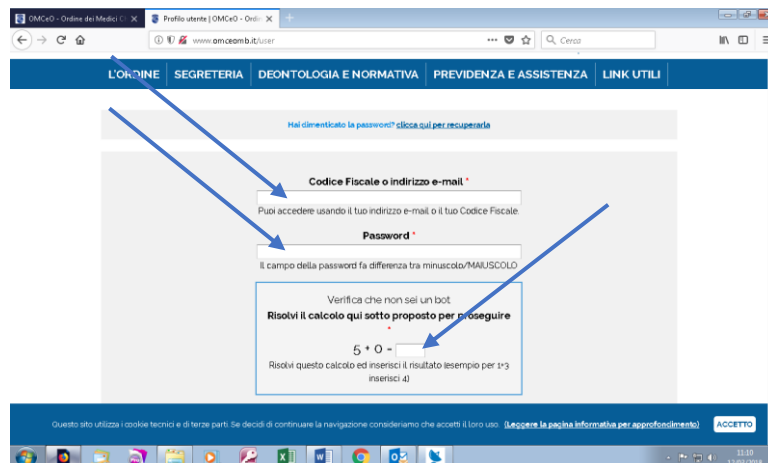 OMCeO - Ordine dei Medici Ch
Profilo utente | OMCeO - Ordin
www.omceomb.it/user
Cerca
L'ORDINE
SEGRETERIA
DEONTOLOGIA E NORMATIVA
PREVIDENZA E ASSISTENZA
LINK UTILI
Hai dimenticato la password? clicca qui per recuperarla
Codice Fiscale o indirizzo e-mail *
Puoi accedere usando il tuo indirizzo e-mail o il tuo Codice Fiscale.
Password *
Il campo della password fa differenza tra minuscolo/MAIUSCOLO
Verifica che non sei un bot
Risolvi il calcolo qui sotto proposto per proseguire
*
5 + 0 =
Risolvi questo calcolo ed inserisci il risultato (esempio per 1+3
inserisci 4)
Questo sito utilizza i cookie tecnici e di terze parti. Se decidi di continuare la navigazione consideriamo che accetti il loro uso. (Leggere la pagina informativa per approfondimento)
ACCETTO
11:10